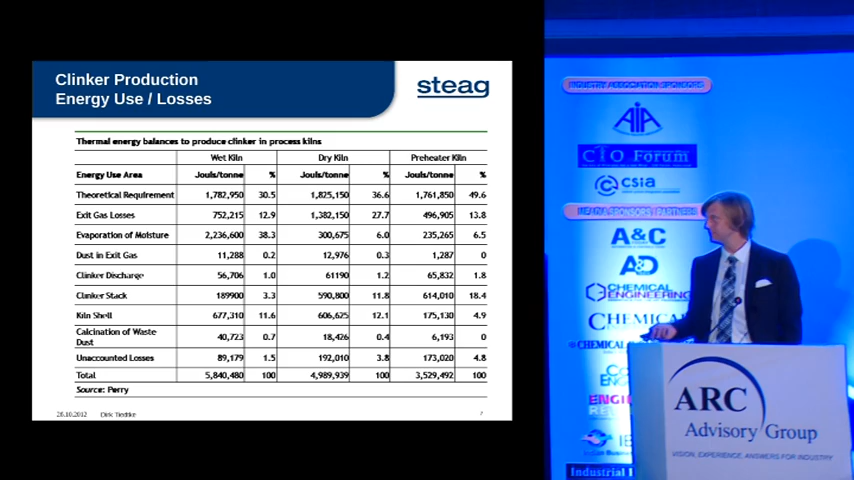 Clinker Production
Energy Use / Losses
steag
Thermal energy balances to produce clinker in process kilns
Wet Kiln Dry Kiln Preheater Kiln
Energy Use Area Jouls/tonne % Jouls/tonne % Jouls/tonne %
Theoretical Requirement 1,782,950 30.5 1,825,150 36.6 1,761,850 49.6
Exit Gas Losses 752,215 12.9 1,382,150 27.7 496,905 13.8
Evaporation of Moisture 2,236,600 38.3 300,675 6.0 235,265 6.5
Dust in Exit Gas 11,288 0.2 12,976 0.3 1,287 0
Clinker Discharge 56,706 1.0 61190 1.2 65,832 1.8
Clinker Stack 189900 3.3 590,800 11.8 614,010 18.4
Kiln Shell 677,310 11.6 606,625 12.1 175,130 4.9
Calcination of Waste
Dust 40,723 0.7 18,426 0.4 6,193 0
Unaccounted Losses 89,179 1.5 192,010 3.8 173,020 4.8
Total 5,840,480 100 4,989,939 100 3,529,492 100
Source: Perry
26.10.2012 Dirk Tiedtke
INDUSTRY ASSOCIATION SPONSORS
AIA
CIO Forum
csia
MEDIA SPONSORS / PARTNERS
A&C
A&D
CHEMICAL
ENGINEERING
CHEMICAL
Industrial
ARC
Advisory Group
VISION, EXPERIENCE, ANSWERS FOR INDUSTRY